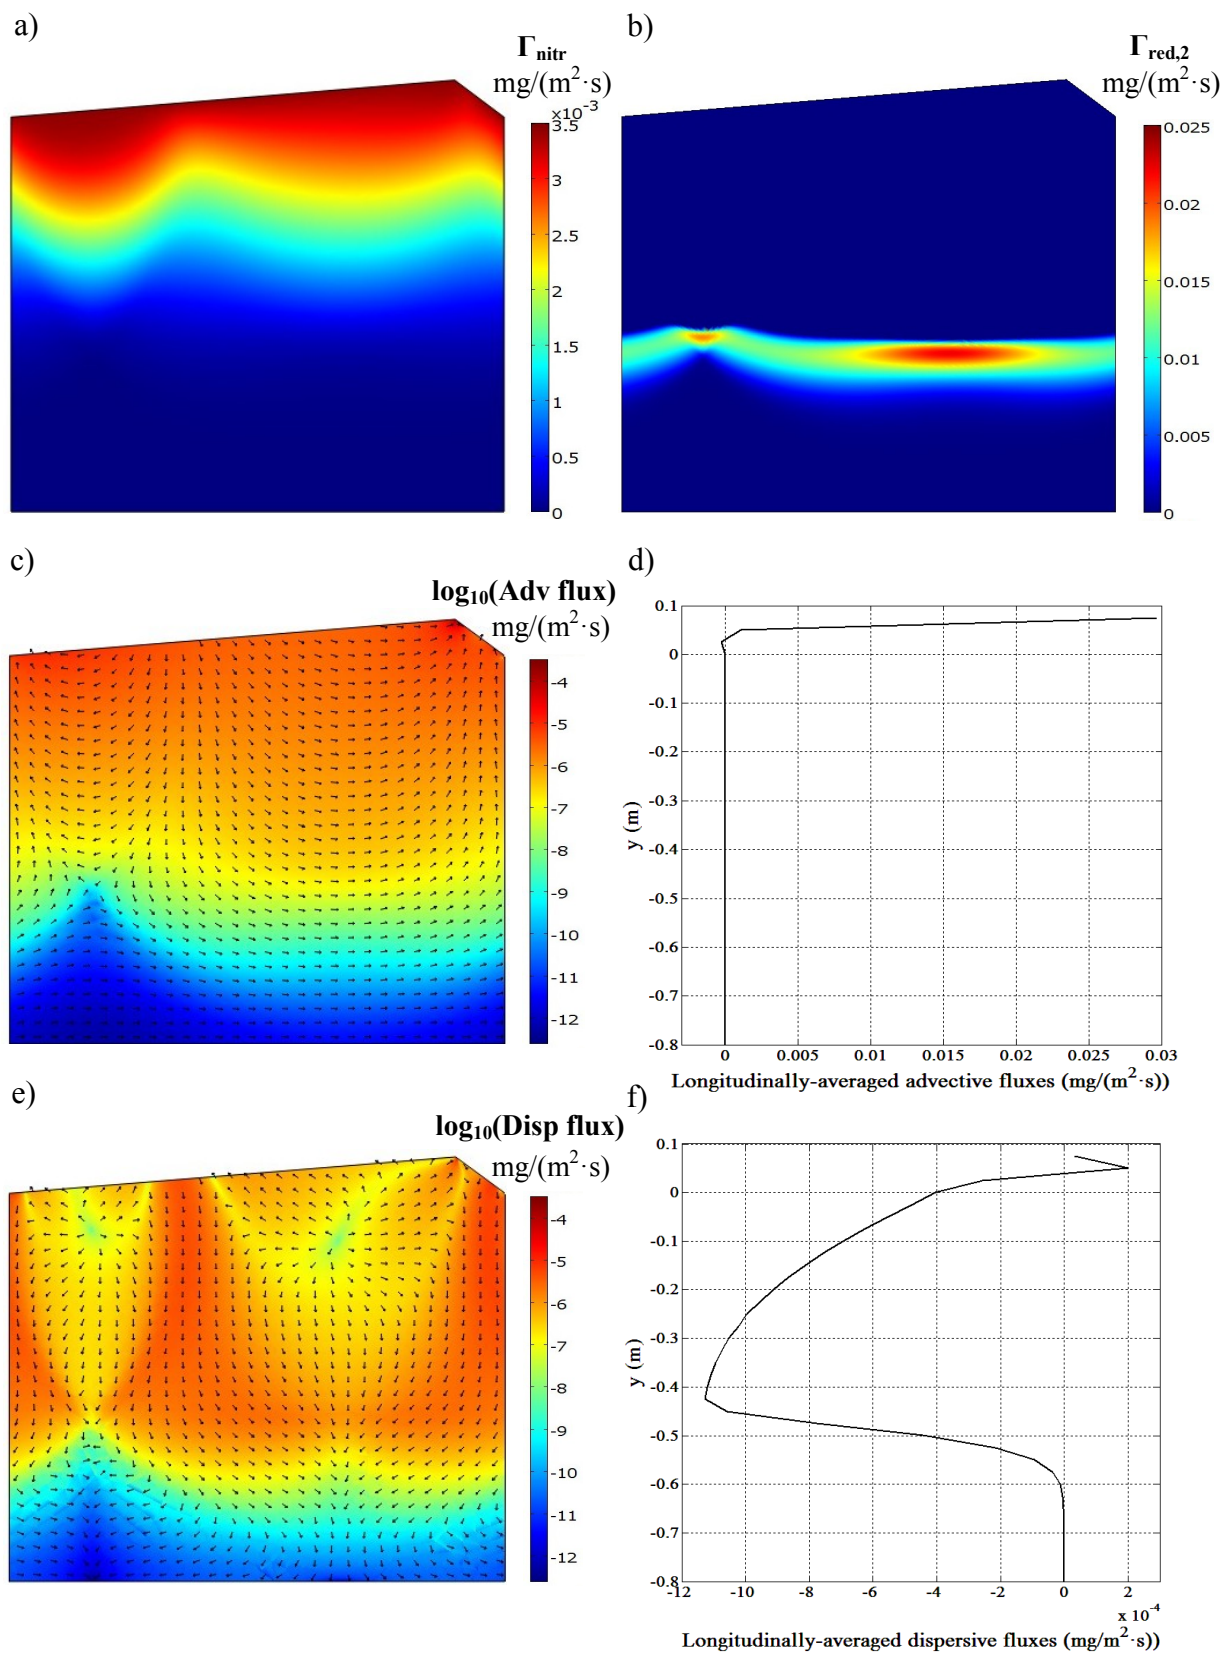 a)
Γnitr
mg/(m²·s)
×10⁻³
3.5
3
2.5
2
1.5
1
0.5
0
b)
Γred,2
mg/(m²·s)
0.025
0.02
0.015
0.01
0.005
0
c)
log₁₀(Adv flux)
mg/(m²·s)
-4
-5
-6
-7
-8
-9
-10
-11
-12
d)
0.1
0
-0.1
-0.2
-0.3
-0.4
-0.5
-0.6
-0.7
-0.8
y (m)
0 0.005 0.01 0.015 0.02 0.025 0.03
Longitudinally-averaged advective fluxes (mg/(m²·s))
e)
log₁₀(Disp flux)
mg/(m²·s)
-4
-5
-6
-7
-8
-9
-10
-11
-12
f)
0.1
0
-0.1
-0.2
-0.3
-0.4
-0.5
-0.6
-0.7
-0.8
y (m)
-12 -10 -8 -6 -4 -2 0 2
x 10⁻⁴
Longitudinally-averaged dispersive fluxes (mg/m²·s))